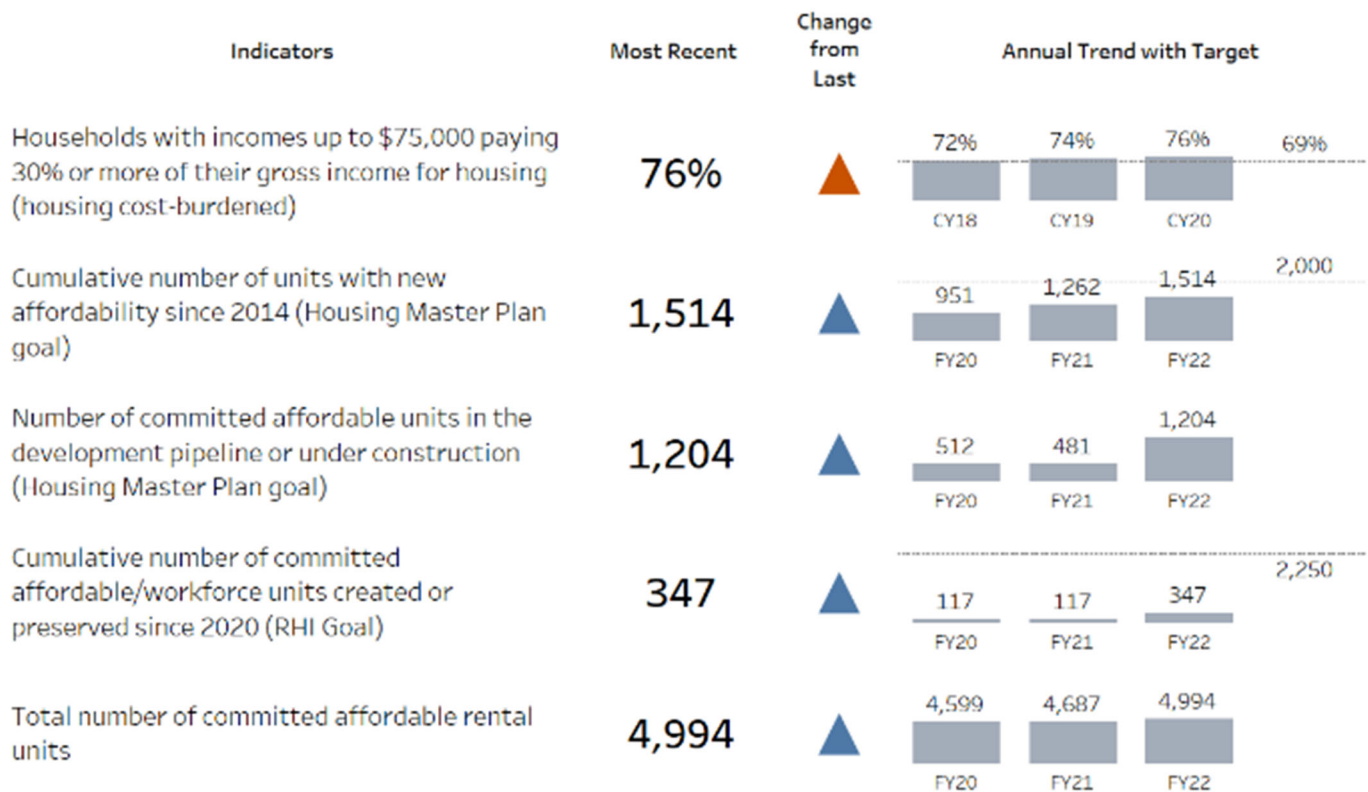 Indicators
Most Recent
Change
from
Last
Annual Trend with Target
Households with incomes up to $75,000 paying
30% or more of their gross income for housing
(housing cost-burdened)
76%
72%
74%
76%
69%
CY18
CY19
CY20
Cumulative number of units with new
affordability since 2014 (Housing Master Plan
goal)
1,514
951
1,262
1,514
2,000
FY20
FY21
FY22
Number of committed affordable units in the
development pipeline or under construction
(Housing Master Plan goal)
1,204
512
481
1,204
FY20
FY21
FY22
Cumulative number of committed
affordable/workforce units created or
preserved since 2020 (RHI Goal)
347
117
117
347
2,250
FY20
FY21
FY22
Total number of committed affordable rental
units
4,994
4,599
4,687
4,994
FY20
FY21
FY22